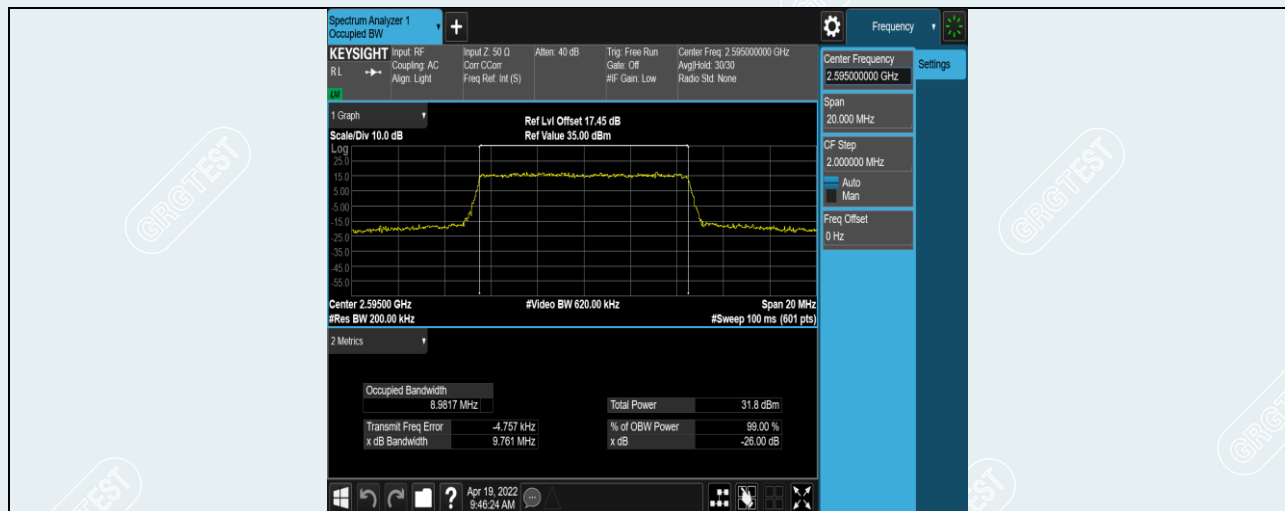 Spectrum Analyzer 1
Occupied BW
+
Frequency
KEYSIGHT
RL
Input: RF
Coupling: AC
Align: Light
Input Z: 50 Ω
Corr CCorr
Freq Ref: Int (S)
Atten: 40 dB
Trig: Free Run
Gate: Off
#IF Gain: Low
Center Freq: 2.595000000 GHz
Avg|Hold: 30/30
Radio Std: None
Center Frequency
2.595000000 GHz
Settings
Span
20.000 MHz
CF Step
2.000000 MHz
Auto
Man
Freq Offset
0 Hz
1 Graph
Scale/Div 10.0 dB
Ref Lvl Offset 17.45 dB
Ref Value 35.00 dBm
Log
25.0
15.0
5.00
-5.00
-15.0
-25.0
-35.0
-45.0
-55.0
Center 2.59500 GHz
#Video BW 620.00 kHz
Span 20 MHz
#Res BW 200.00 kHz
#Sweep 100 ms (601 pts)
2 Metrics
Occupied Bandwidth
8.9817 MHz
Total Power 31.8 dBm
Transmit Freq Error -4.757 kHz
% of OBW Power 99.00 %
x dB Bandwidth 9.761 MHz
x dB -26.00 dB
?
Apr 19, 2022
9:46:24 AM
GRGTEST
GRGTEST
GRGTEST